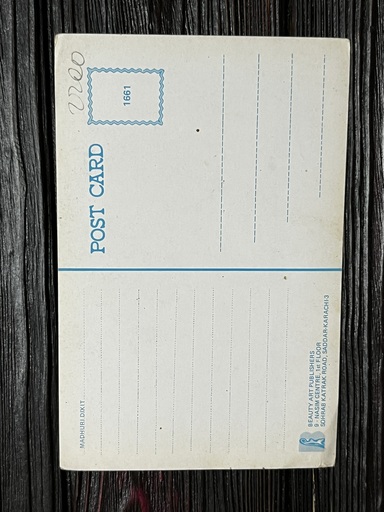 2200
1661
POST CARD
MADHURI DIXIT
BEAUTY ART PUBLISHERS
9 - NASIM CENTRE, 1st FLOOR
SOHRAB KATRAK ROAD, SADDAR-KARACHI-3